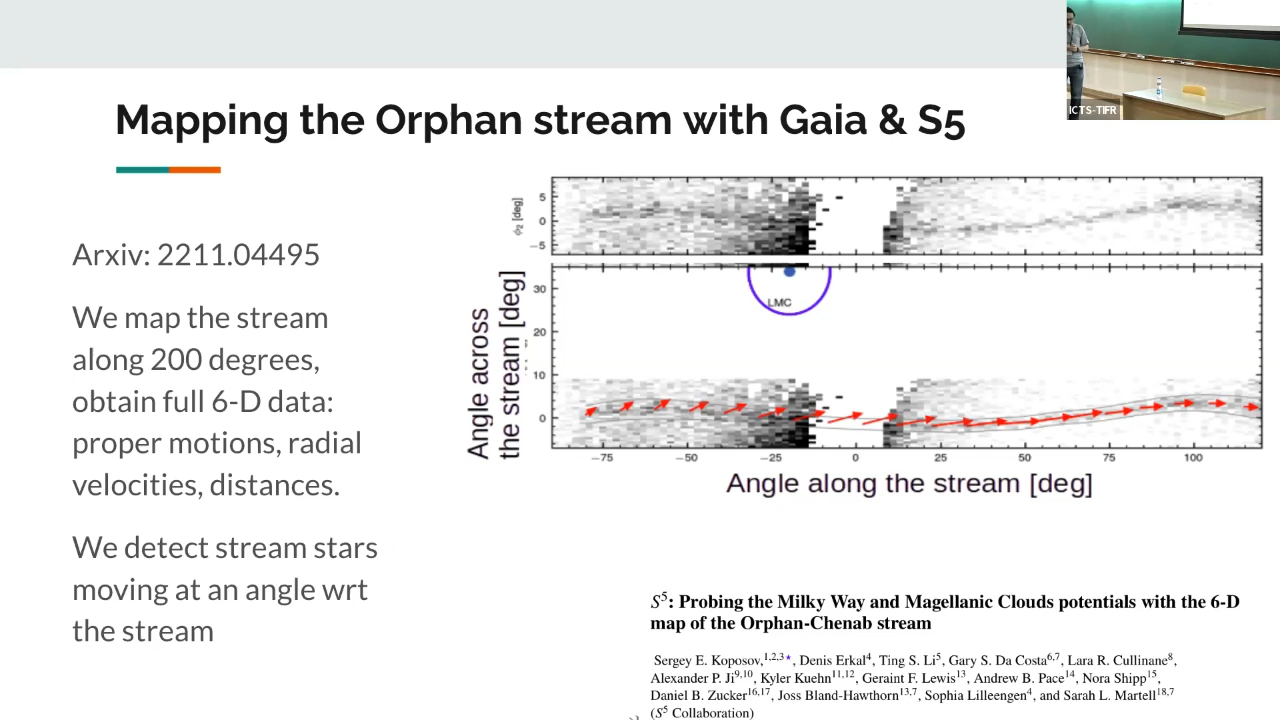 Mapping the Orphan stream with Gaia & S5
ICTS-TIFR
Arxiv: 2211.04495
We map the stream
along 200 degrees,
obtain full 6-D data:
proper motions, radial
velocities, distances.
We detect stream stars
moving at an angle wrt
the stream
ϕ₂ [deg]
5
0
−5
Angle across
the stream [deg]
30
20
10
0
LMC
−75 −50 −25 0 25 50 75 100
Angle along the stream [deg]
S⁵: Probing the Milky Way and Magellanic Clouds potentials with the 6-D
map of the Orphan-Chenab stream
Sergey E. Koposov,¹,²,³★, Denis Erkal⁴, Ting S. Li⁵, Gary S. Da Costa⁶,⁷, Lara R. Cullinane⁸,
Alexander P. Ji⁹,¹⁰, Kyler Kuehn¹¹,¹², Geraint F. Lewis¹³, Andrew B. Pace¹⁴, Nora Shipp¹⁵,
Daniel B. Zucker¹⁶,¹⁷, Joss Bland-Hawthorn¹³,⁷, Sophia Lilleengen⁴, and Sarah L. Martell¹⁸,⁷
(S⁵ Collaboration)